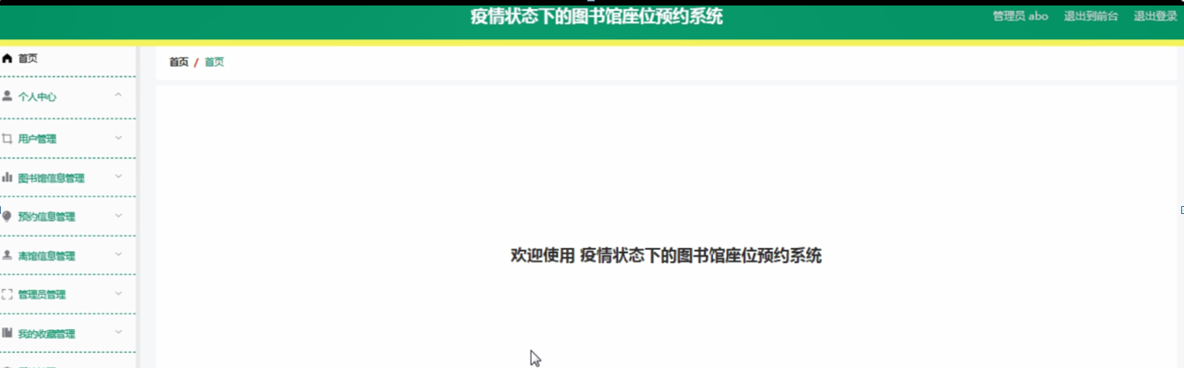 疫情状态下的图书馆座位预约系统
管理员 abo 退出到前台 退出登录
首页
首页 / 首页
个人中心
用户管理
图书馆信息管理
预约信息管理
离馆信息管理
管理员管理
我的收藏管理
欢迎使用 疫情状态下的图书馆座位预约系统